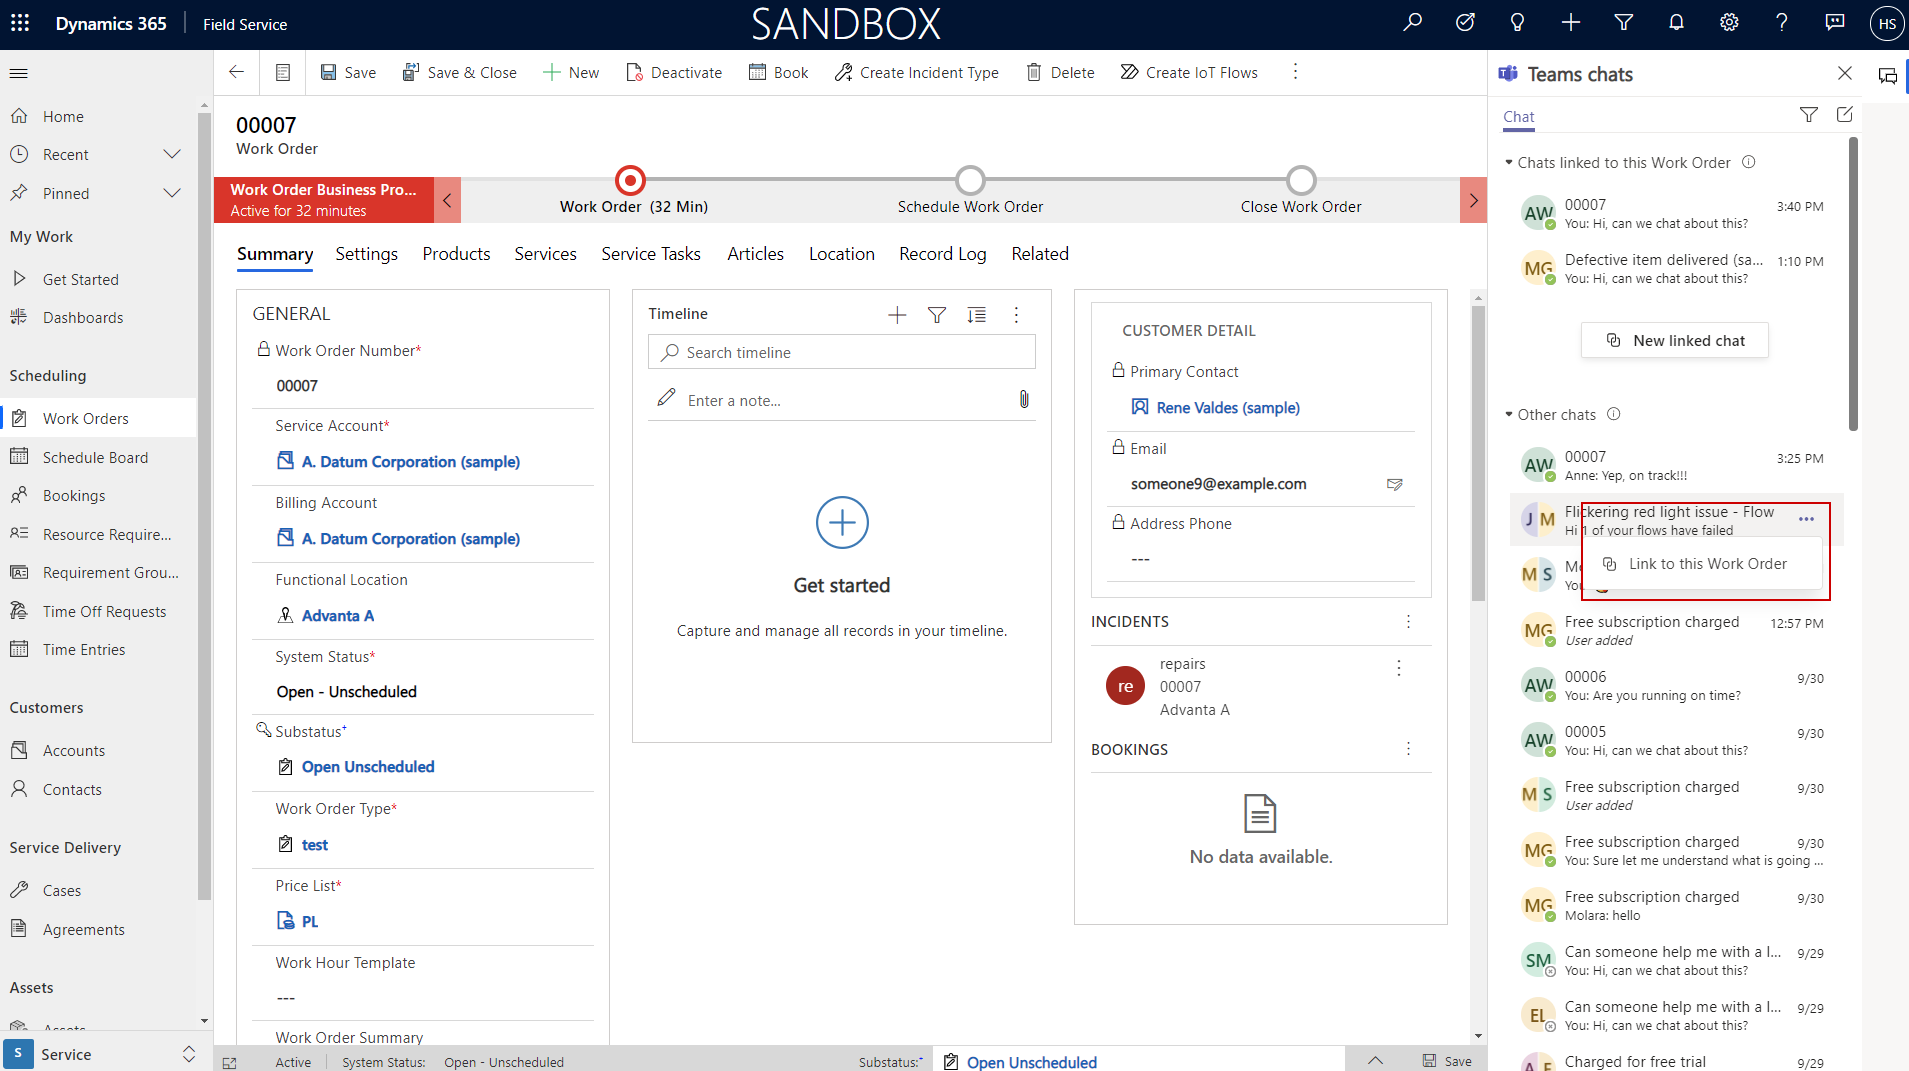 Dynamics 365
Field Service
SANDBOX
HS
Home
Recent
Pinned
My Work
Get Started
Dashboards
Scheduling
Work Orders
Schedule Board
Bookings
Resource Require...
Requirement Grou...
Time Off Requests
Time Entries
Customers
Accounts
Contacts
Service Delivery
Cases
Agreements
Assets
Assets
S
Service
Save
Save & Close
New
Deactivate
Book
Create Incident Type
Delete
Create IoT Flows
00007
Work Order
Work Order Business Pro...
Active for 32 minutes
Work Order (32 Min)
Schedule Work Order
Close Work Order
Summary
Settings
Products
Services
Service Tasks
Articles
Location
Record Log
Related
GENERAL
Work Order Number*
00007
Service Account*
A. Datum Corporation (sample)
Billing Account
A. Datum Corporation (sample)
Functional Location
Advanta A
System Status*
Open - Unscheduled
Substatus+
Open Unscheduled
Work Order Type*
test
Price List*
PL
Work Hour Template
---
Work Order Summary
Timeline
Search timeline
Enter a note...
Get started
Capture and manage all records in your timeline.
CUSTOMER DETAIL
Primary Contact
Rene Valdes (sample)
Email
someone9@example.com
Address Phone
---
INCIDENTS
re
repairs
00007
Advanta A
BOOKINGS
No data available.
Active
System Status:
Open - Unscheduled
Substatus:+
Open Unscheduled
Save
Teams chats
Chat
Chats linked to this Work Order
AW
00007
3:40 PM
You: Hi, can we chat about this?
MG
Defective item delivered (sa...
1:10 PM
You: Hi, can we chat about this?
New linked chat
Other chats
AW
00007
3:25 PM
Anne: Yep, on track!!!
J M
Flickering red light issue - Flow
Hi 1 of your flows have failed
Link to this Work Order
M S
You:
MG
Free subscription charged
12:57 PM
User added
AW
00006
9/30
You: Are you running on time?
AW
00005
9/30
You: Hi, can we chat about this?
M S
Free subscription charged
9/30
User added
MG
Free subscription charged
9/30
You: Sure let me understand what is going ...
MG
Free subscription charged
9/30
Molara: hello
SM
Can someone help me with a l...
9/29
You: Hi, can we chat about this?
EL
Can someone help me with a l...
9/29
You: Hi, can we chat about this?
A E
Charged for free trial
9/29